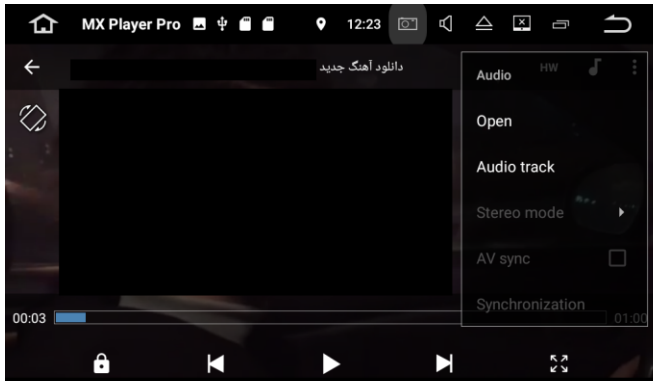 MX Player Pro 12:23
دانلود آهنگ جدید
Audio HW
Open
Audio track
Stereo mode
AV sync
Synchronization
00:03 01:00